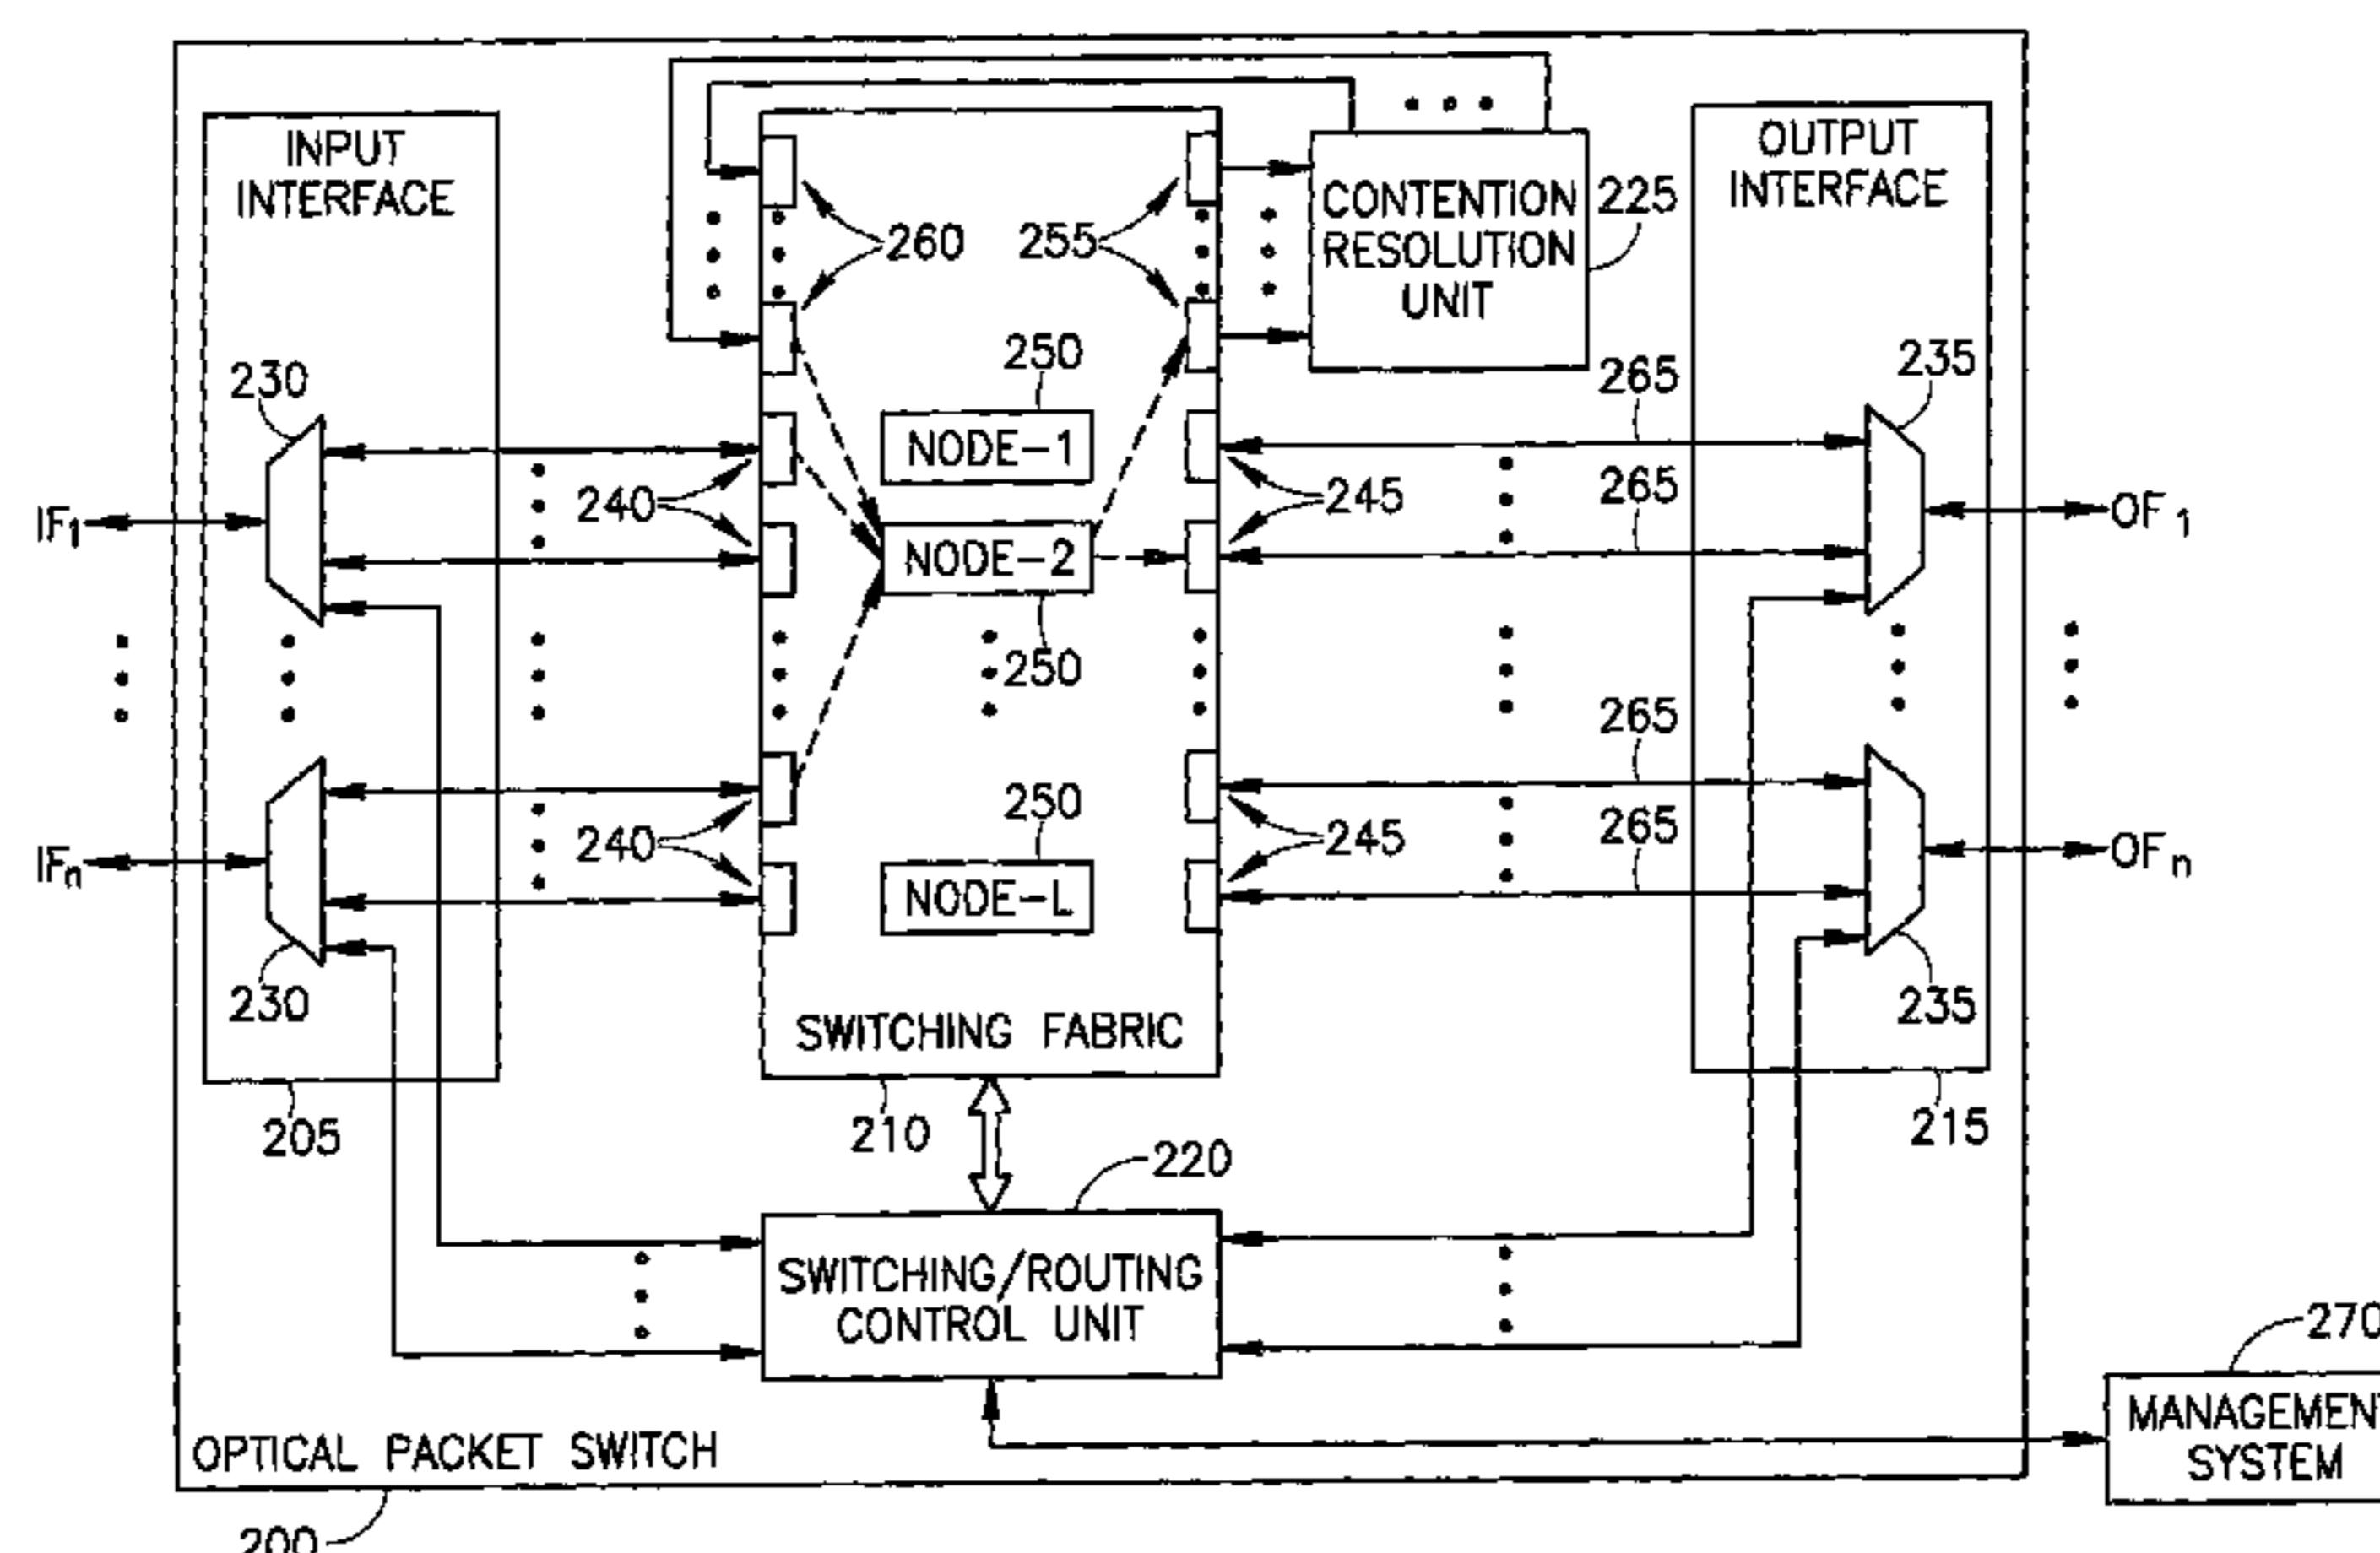 INPUT
INTERFACE
OUTPUT
INTERFACE
CONTENTION
RESOLUTION
UNIT
225
260
255
250
230
265
235
NODE-1
240
245
265
IF1
OF1
NODE-2
250
265
250
240
245
265
IFn
OFn
NODE-L
230
235
SWITCHING FABRIC
205
210
215
220
SWITCHING/ROUTING
CONTROL UNIT
270
MANAGEMENT
SYSTEM
OPTICAL PACKET SWITCH
200